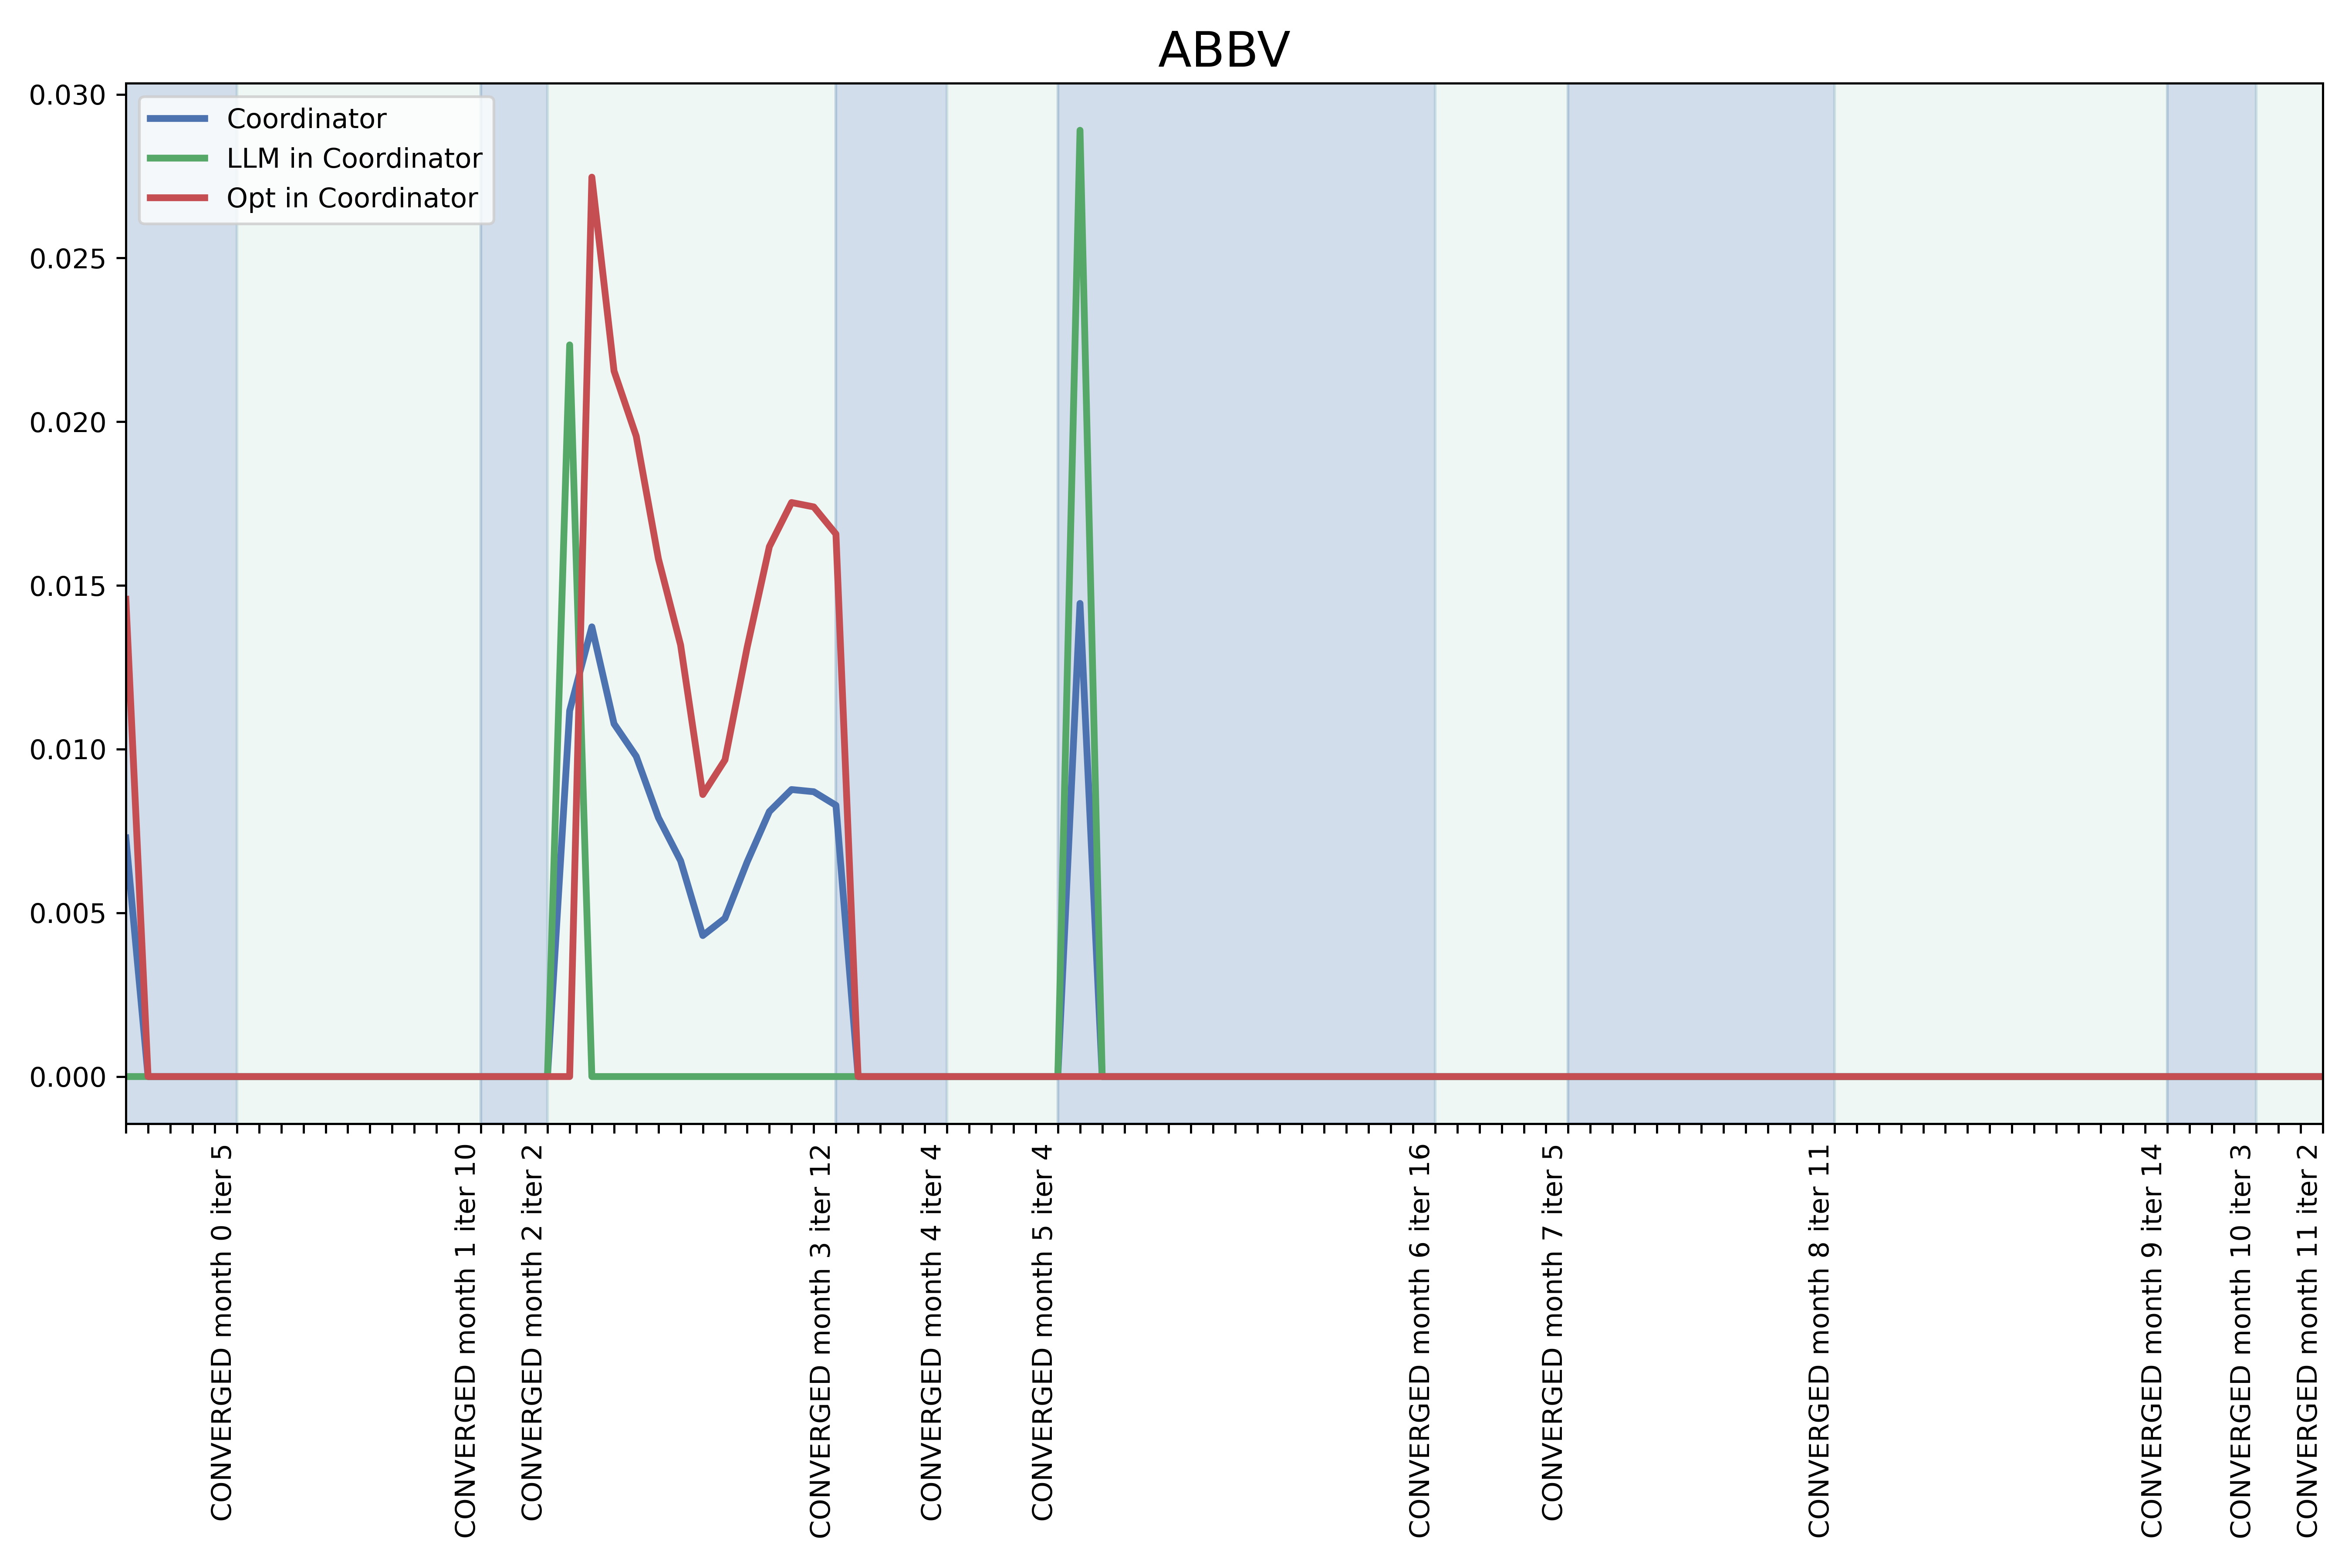 ABBV
0.030
0.025
0.020
0.015
0.010
0.005
0.000
Coordinator
LLM in Coordinator
Opt in Coordinator
CONVERGED month 0 iter 5
CONVERGED month 1 iter 10
CONVERGED month 2 iter 2
CONVERGED month 3 iter 12
CONVERGED month 4 iter 4
CONVERGED month 5 iter 4
CONVERGED month 6 iter 16
CONVERGED month 7 iter 5
CONVERGED month 8 iter 11
CONVERGED month 9 iter 14
CONVERGED month 10 iter 3
CONVERGED month 11 iter 2